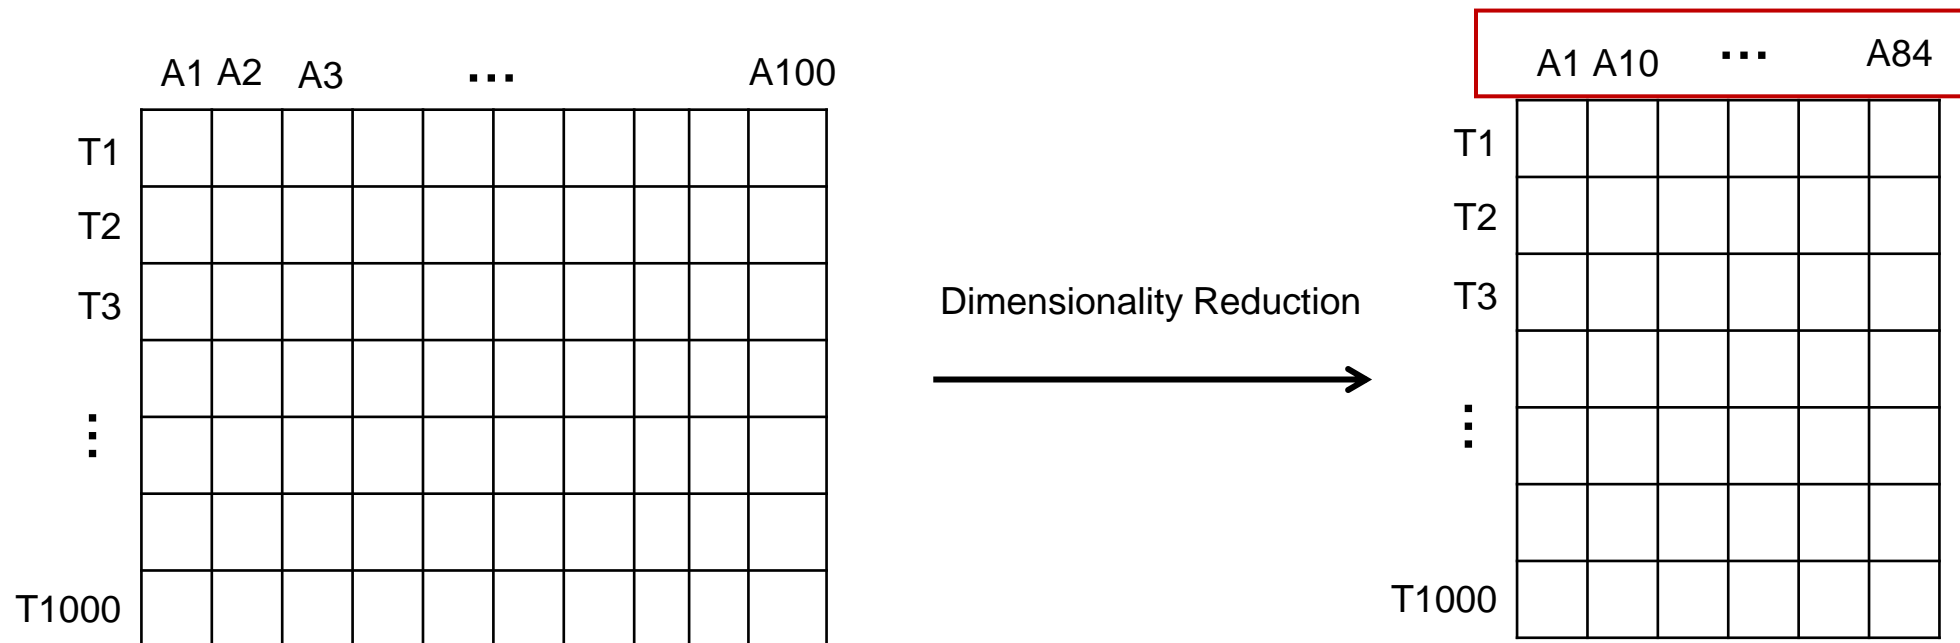 A1 A2 A3 ... A100
T1
T2
T3
⋮
T1000
Dimensionality Reduction
A1 A10 ... A84
T1
T2
T3
⋮
T1000